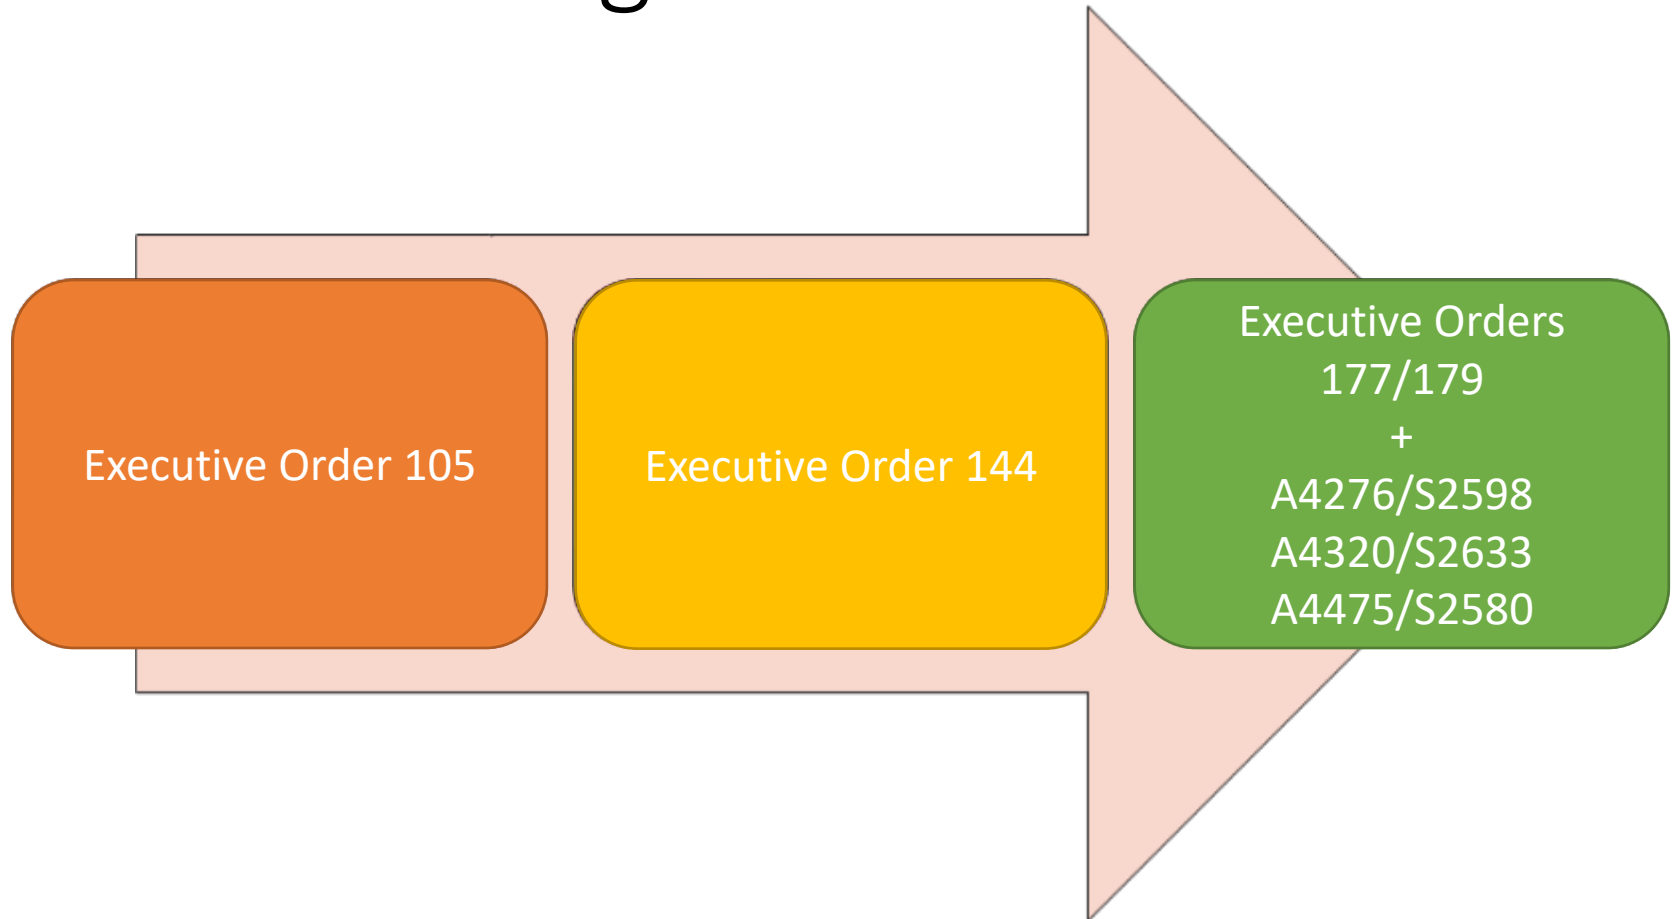 Executive Order 105
Executive Order 144
Executive Orders
177/179
+
A4276/S2598
A4320/S2633
A4475/S2580